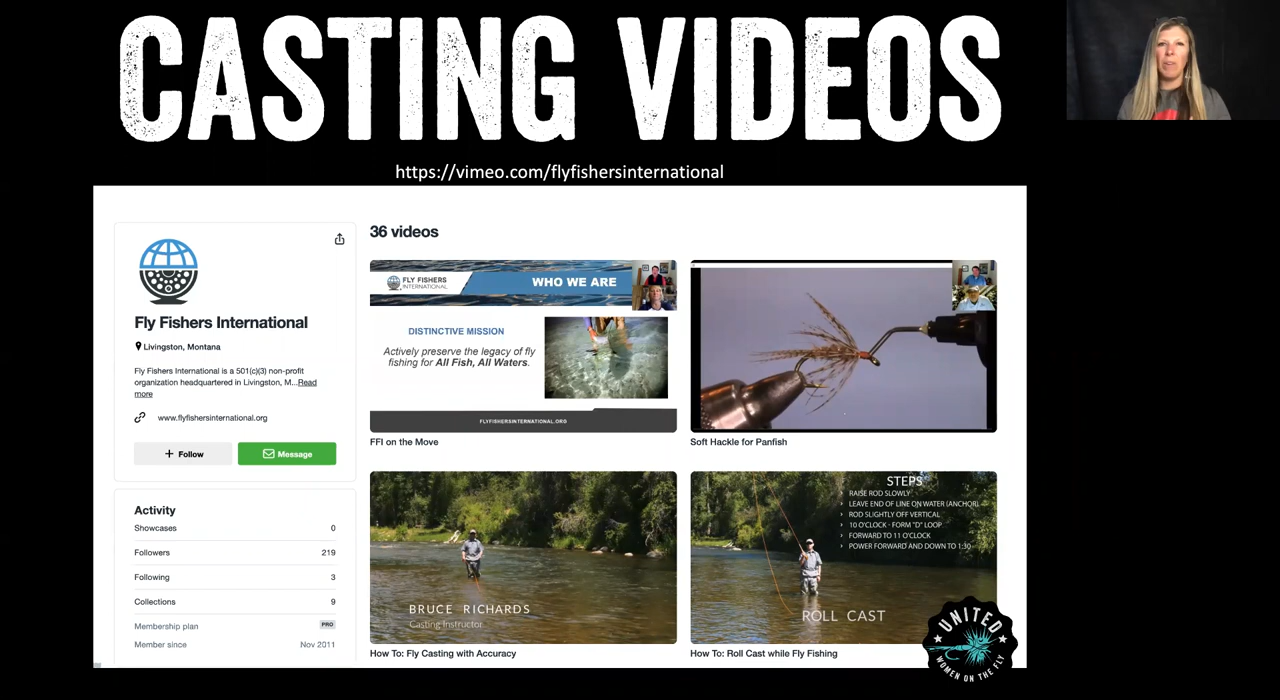 CASTING VIDEOS
https://vimeo.com/flyfishersinternational
Fly Fishers International
Livingston, Montana
Fly Fishers International is a 501(c)(3) non-profit
organization headquartered in Livingston, M...Read
more
www.flyfishersinternational.org
+ Follow
Message
Activity
Showcases 0
Followers 219
Following 3
Collections 9
Membership plan PRO
Member since Nov 2011
36 videos
FLY FISHERS
INTERNATIONAL
WHO WE ARE
DISTINCTIVE MISSION
Actively preserve the legacy of fly
fishing for All Fish, All Waters.
FLYFISHERSINTERNATIONAL.ORG
FFI on the Move
Soft Hackle for Panfish
BRUCE RICHARDS
Casting Instructor
How To: Fly Casting with Accuracy
STEPS
RAISE ROD SLOWLY
LEAVE END OF LINE ON WATER (ANCHOR)
ROD SLIGHTLY OFF VERTICAL
10 O'CLOCK - FORM "D" LOOP
FORWARD TO 11 O'CLOCK
POWER FORWARD AND DOWN TO 1:30
ROLL CAST
How To: Roll Cast while Fly Fishing
UNITED
WOMEN ON THE FLY